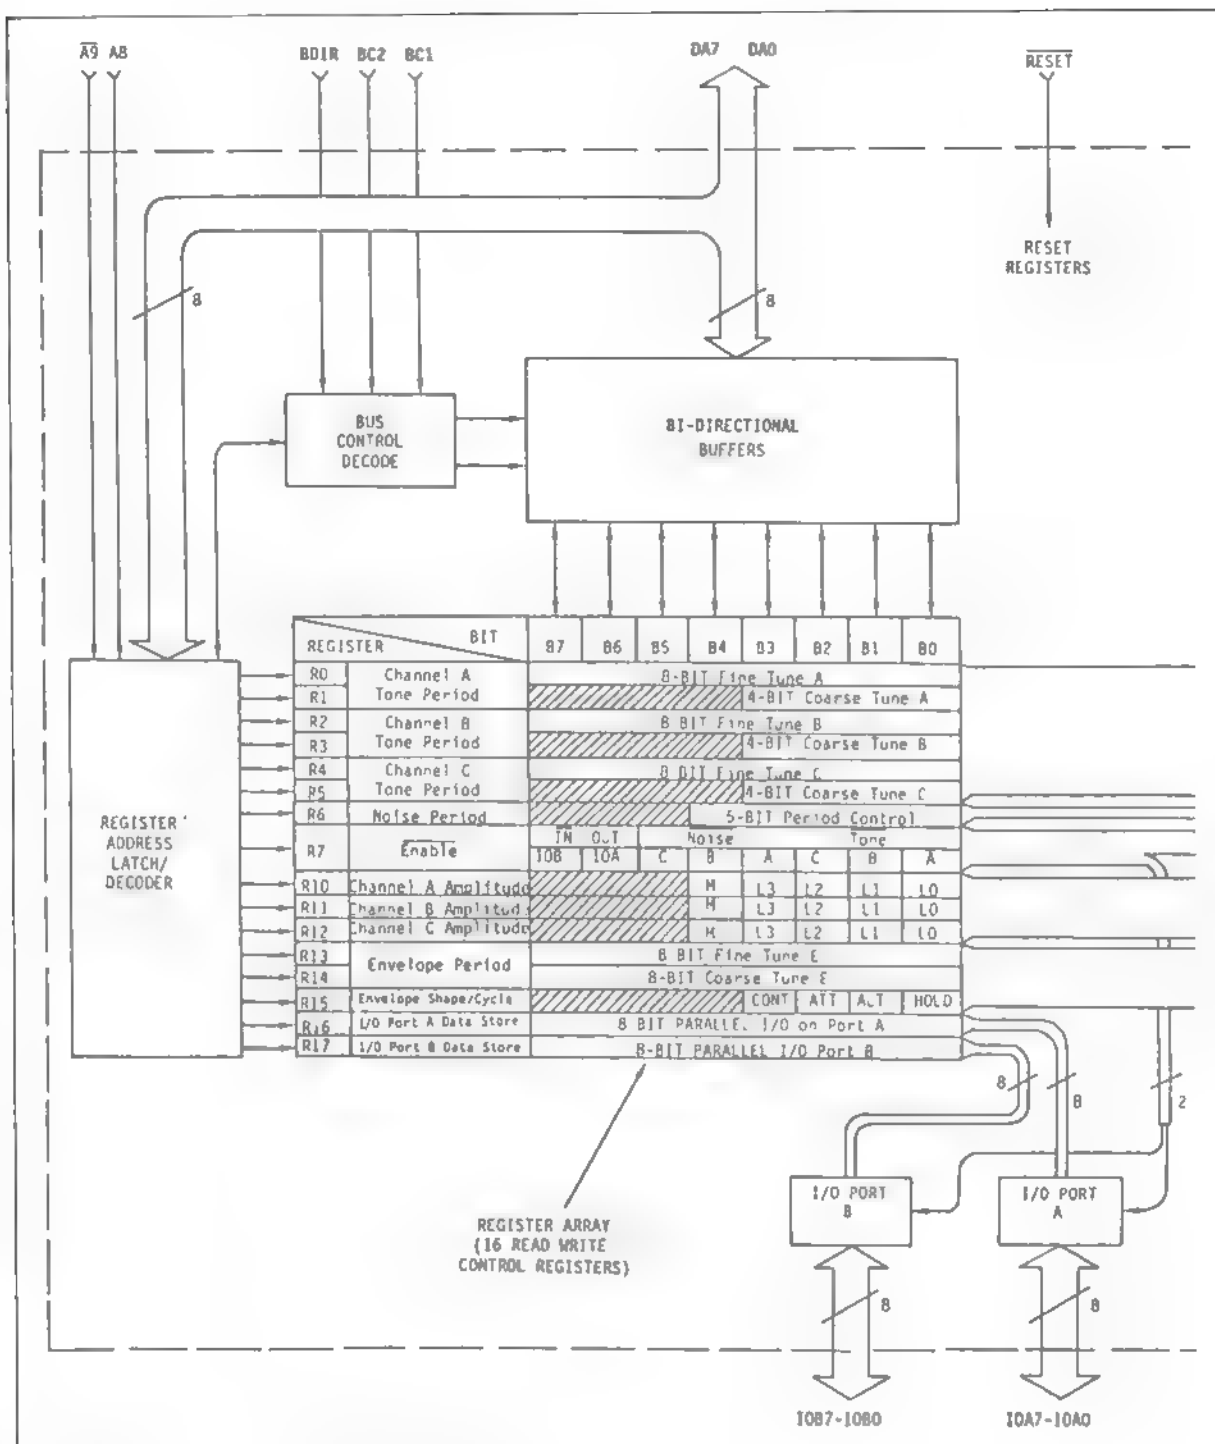 A9 A8 BDIR BC2 BC1 DA7 DA0 RESET
RESET
REGISTERS
8 8
BUS
CONTROL
DECODE
BI-DIRECTIONAL
BUFFERS
REGISTER BIT B7 B6 B5 B4 B3 B2 B1 B0
R0 Channel A 8-BIT Fine Tune A
R1 Tone Period 4-BIT Coarse Tune A
R2 Channel B 8 BIT Fine Tune B
R3 Tone Period 4-BIT Coarse Tune B
R4 Channel C 8 BIT Fine Tune C
R5 Tone Period 4-BIT Coarse Tune C
R6 Noise Period 5-BIT Period Control
R7 Enable IN OUT Noise Tone
IOB IOA C B A C B A
R10 Channel A Amplitude M L3 L2 L1 L0
R11 Channel B Amplitude M L3 L2 L1 L0
R12 Channel C Amplitude M L3 L2 L1 L0
R13 Envelope Period 8 BIT Fine Tune E
R14 8-BIT Coarse Tune E
R15 Envelope Shape/Cycle CONT ATT ALT HOLD
R16 I/O Port A Data Store 8 BIT PARALLEL I/O on Port A
R17 I/O Port B Data Store 8-BIT PARALLEL I/O Port B
REGISTER
ADDRESS
LATCH/
DECODER
8 8 2
I/O PORT
B
I/O PORT
A
REGISTER ARRAY
(16 READ WRITE
CONTROL REGISTERS)
8 8
IOB7-IOB0 IOA7-IOA0